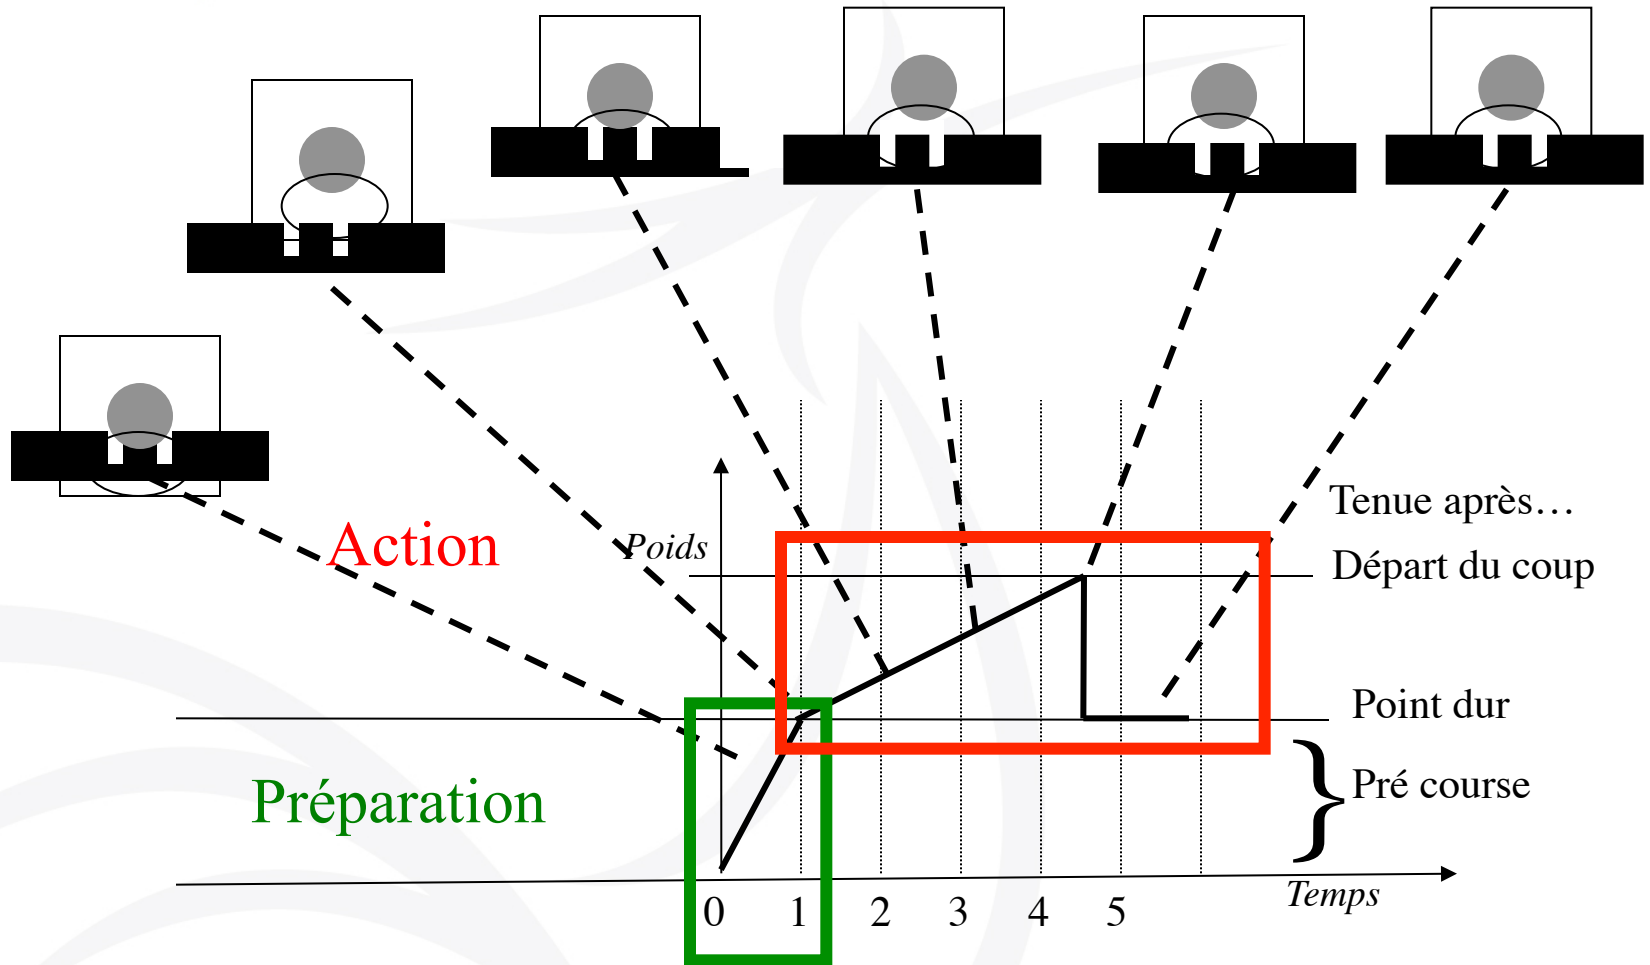 Tenue après…
Action
Poids
Départ du coup
Point dur
Préparation
Pré course
}
Temps
0 1 2 3 4 5